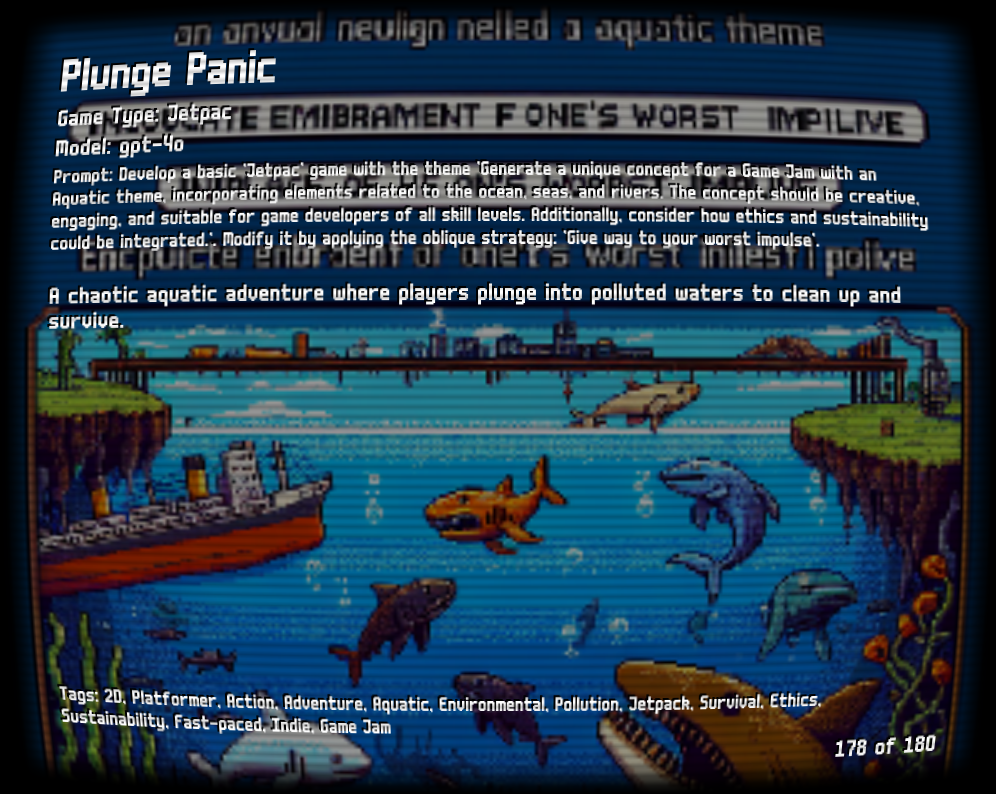 an anyual neulign nelled a aquatic theme
Plunge Panic
Game Type: Jetpac
EMIBRAMENT F ONE'S WORST IMPILIVE
Model: gpt-4o
Prompt: Develop a basic 'Jetpac' game with the theme 'Generate a unique concept for a Game Jam with an
Aquatic theme, incorporating elements related to the ocean, seas, and rivers. The concept should be creative,
engaging, and suitable for game developers of all skill levels. Additionally, consider how ethics and sustainability
could be integrated.'. Modify it by applying the oblique strategy: 'Give way to your worst impulse'.
of one't's worst
A chaotic aquatic adventure where players plunge into polluted waters to clean up and
survive.
Tags: 2D, Platformer, Action, Adventure, Aquatic, Environmental, Pollution, Jetpack, Survival, Ethics,
Sustainability, Fast-paced, Indie, Game Jam
178 of 180